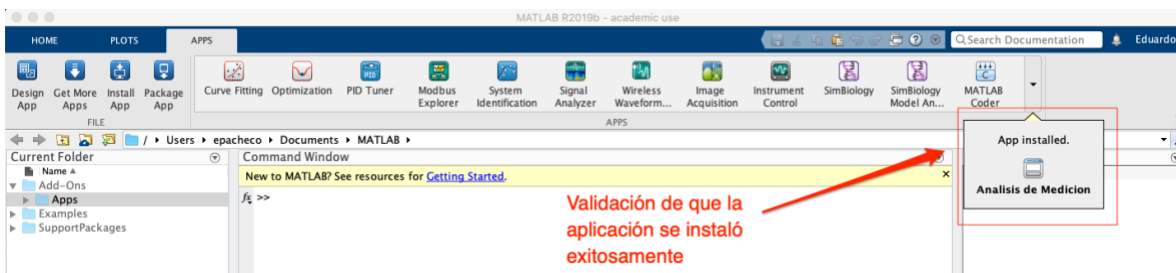 MATLAB R2019b - academic use
HOME PLOTS APPS
Search Documentation Eduardo
Design App
Get More Apps
Install App
Package App
Curve Fitting
Optimization
PID Tuner
Modbus Explorer
System Identification
Signal Analyzer
Wireless Waveform...
Image Acquisition
Instrument Control
SimBiology
SimBiology Model An...
MATLAB Coder
FILE
APPS
/ Users epacheco Documents MATLAB
Current Folder
Name
Add-Ons
Apps
Examples
SupportPackages
Command Window
New to MATLAB? See resources for Getting Started.
fx >>
Validación de que la
aplicación se instaló
exitosamente
App installed.
Analisis de Medicion